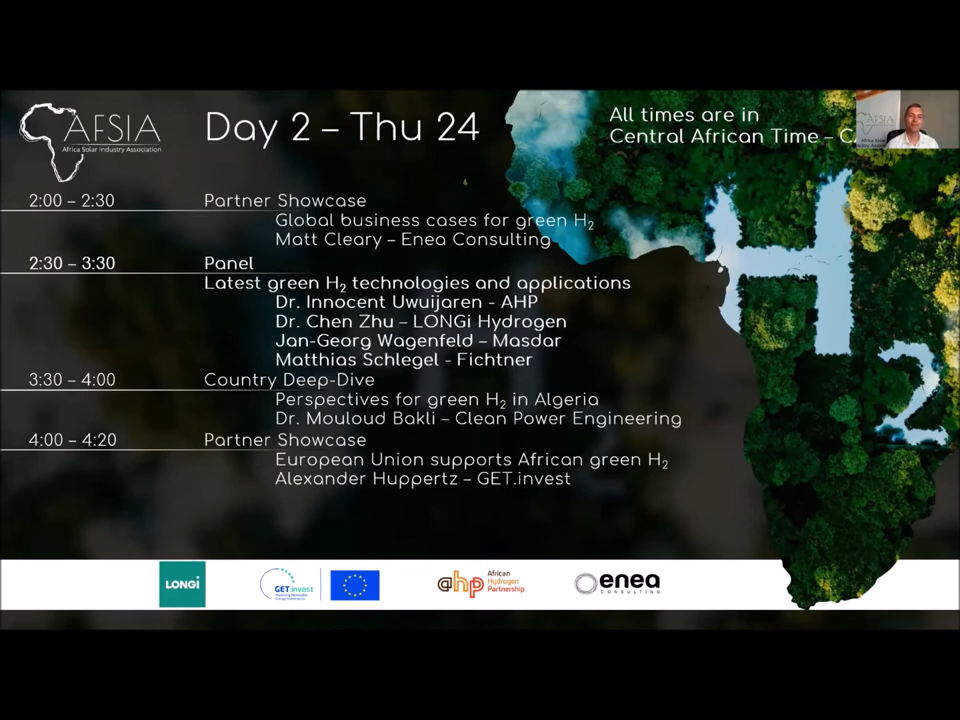 AFSIA
Africa Solar Industry Association
Day 2 – Thu 24
All times are in
Central African Time – C
AFSIA
2:00 – 2:30 Partner Showcase
Global business cases for green H₂
Matt Cleary – Enea Consulting
2:30 – 3:30 Panel
Latest green H₂ technologies and applications
Dr. Innocent Uwuijaren - AHP
Dr. Chen Zhu – LONGi Hydrogen
Jan-Georg Wagenfeld – Masdar
Matthias Schlegel - Fichtner
3:30 – 4:00 Country Deep-Dive
Perspectives for green H₂ in Algeria
Dr. Mouloud Bakli – Clean Power Engineering
4:00 – 4:20 Partner Showcase
European Union supports African green H₂
Alexander Huppertz – GET.invest
H
2
LONGi
GET.invest
ahp
African
Hydrogen
Partnership
enea
CONSULTING